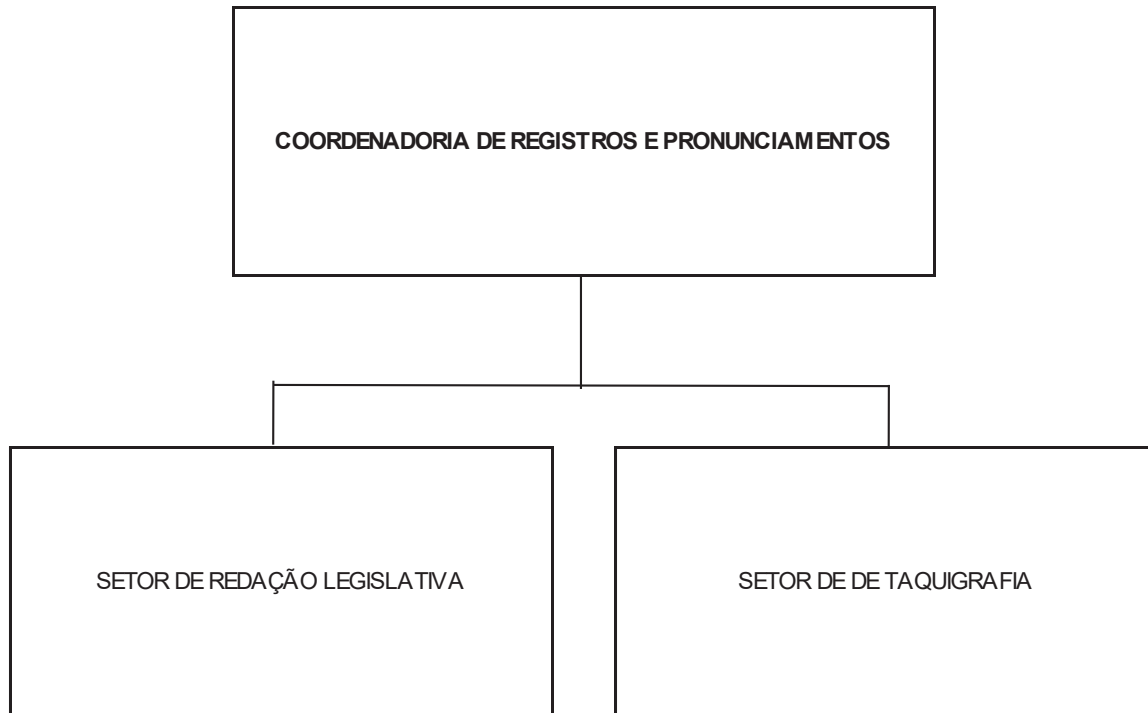 COORDENADORIA DE REGISTROS E PRONUNCIAMENTOS
SETOR DE REDAÇÃO LEGISLATIVA
SETOR DE DE TAQUIGRAFIA